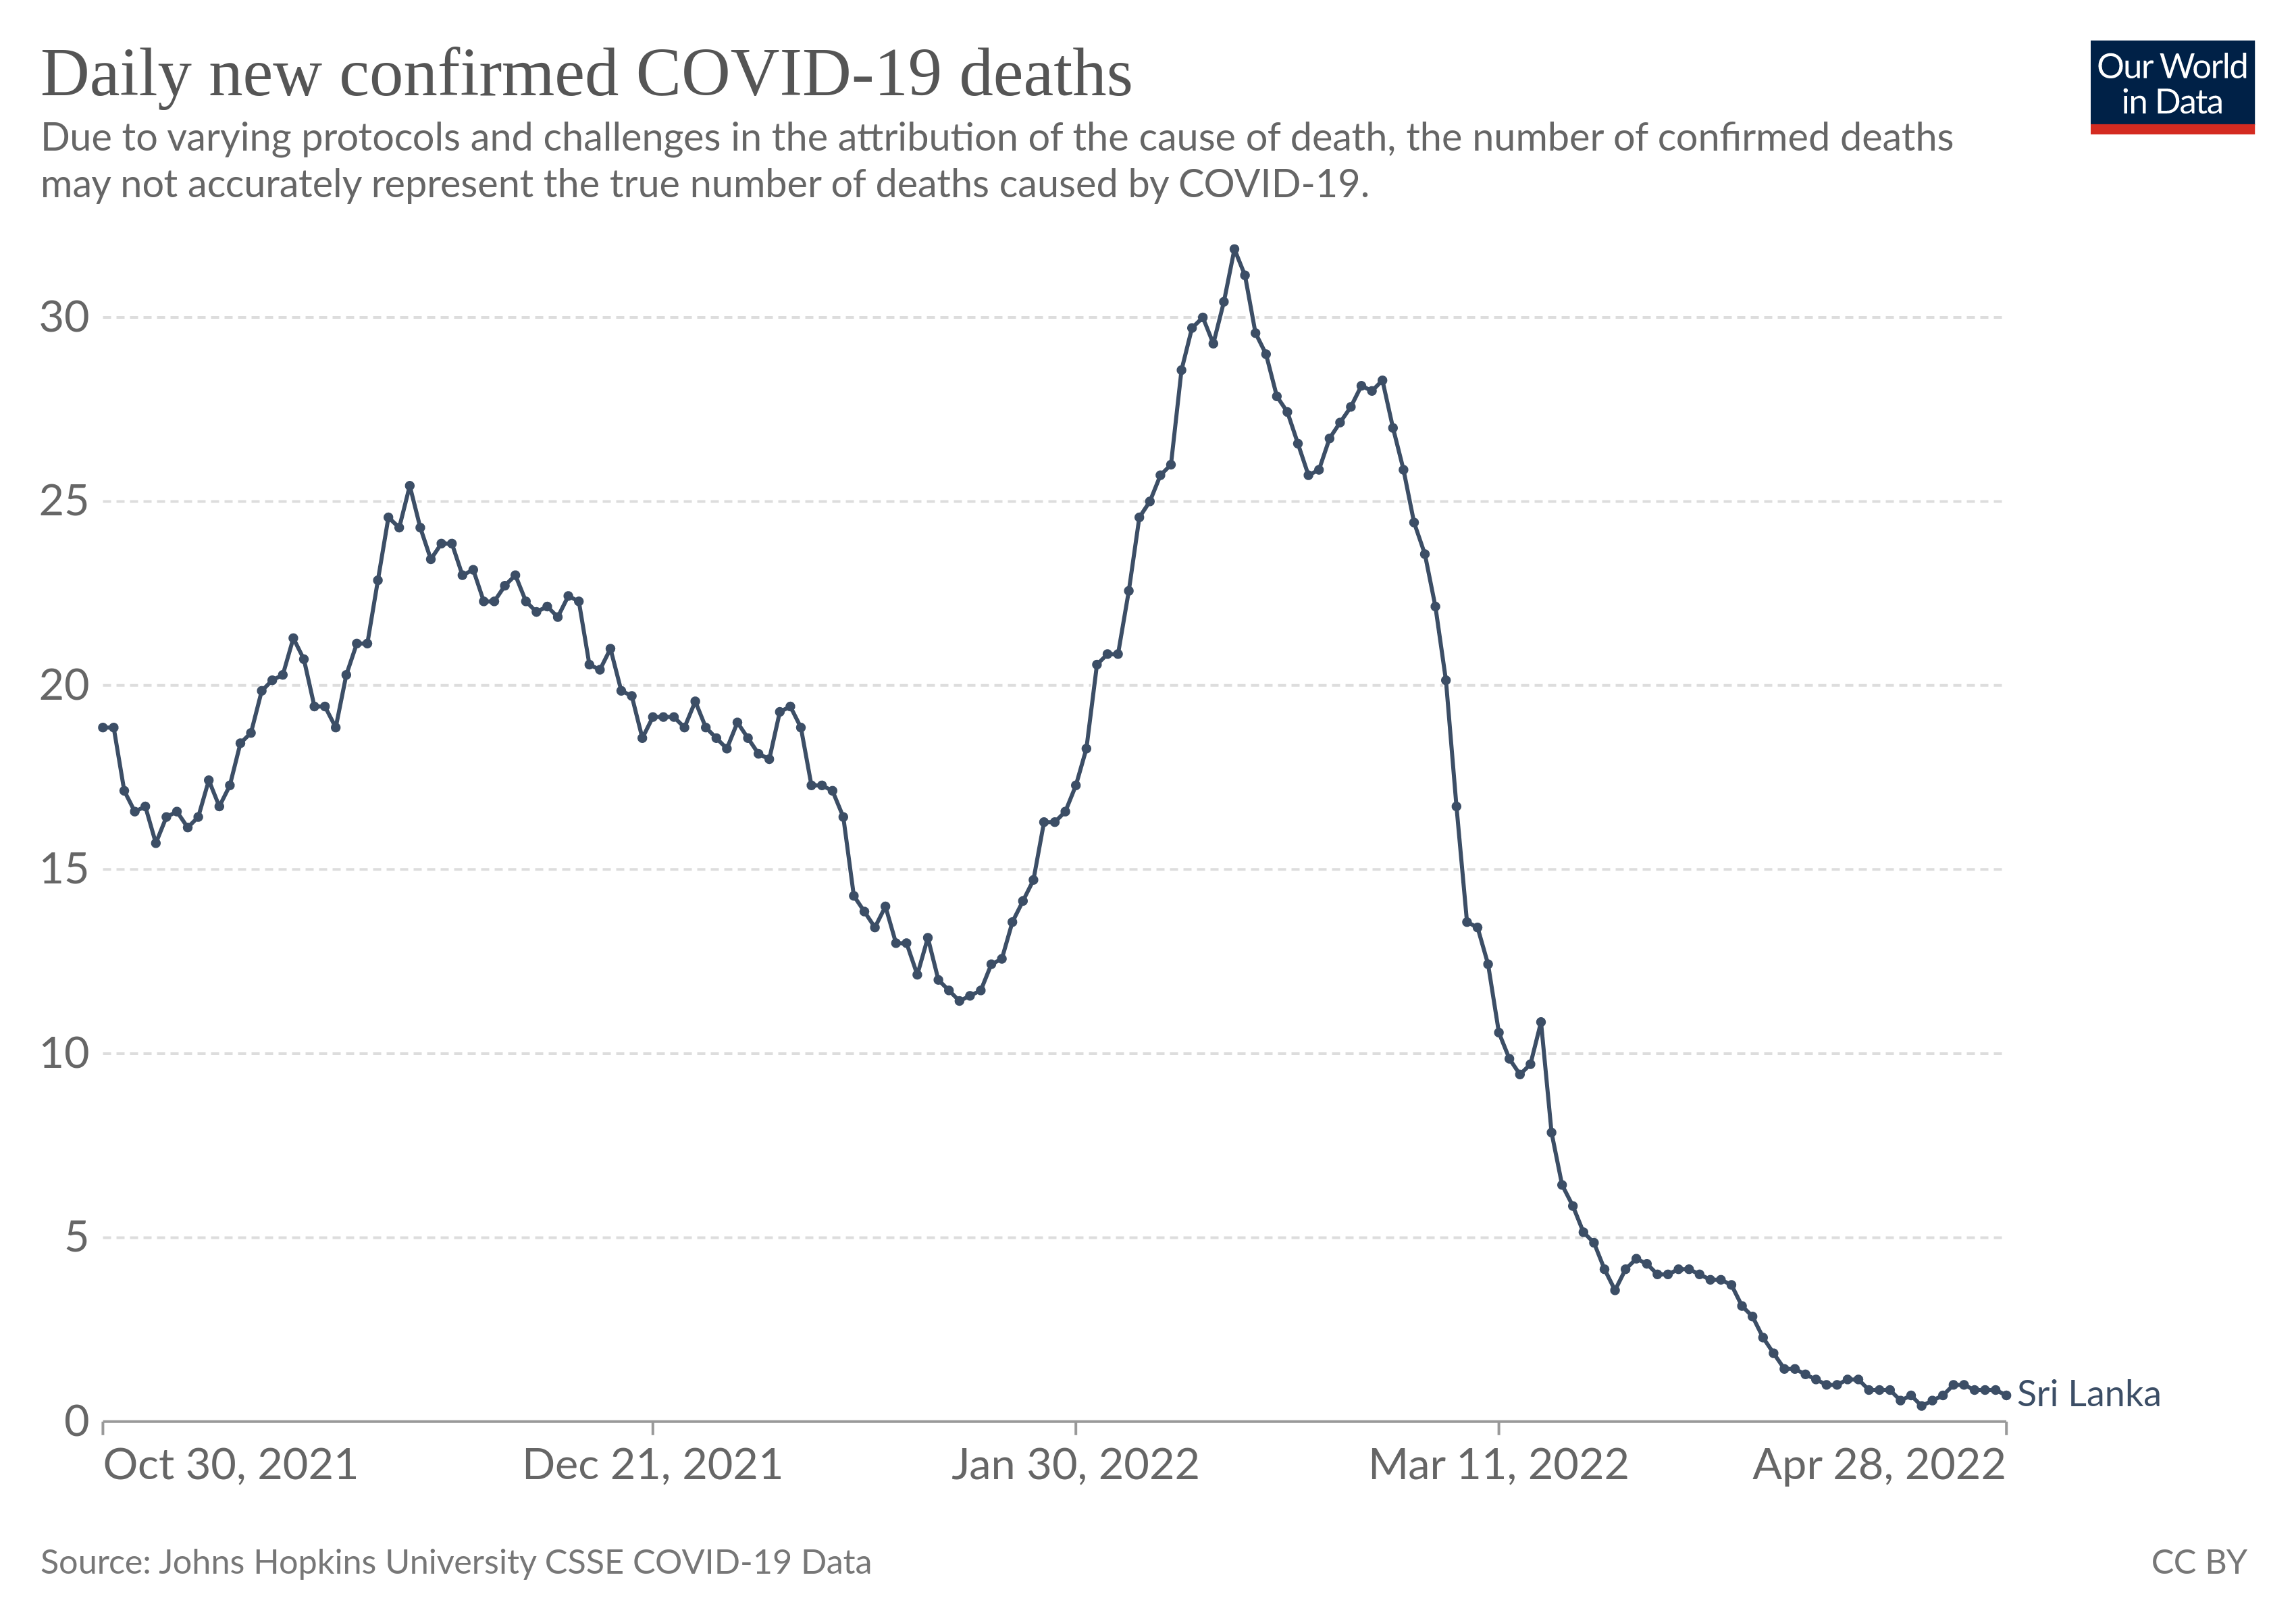 Daily new confirmed COVID-19 deaths
Our World
in Data
Due to varying protocols and challenges in the attribution of the cause of death, the number of confirmed deaths
may not accurately represent the true number of deaths caused by COVID-19.
30
25
20
15
10
5
0
Sri Lanka
Oct 30, 2021
Dec 21, 2021
Jan 30, 2022
Mar 11, 2022
Apr 28, 2022
Source: Johns Hopkins University CSSE COVID-19 Data
CC BY